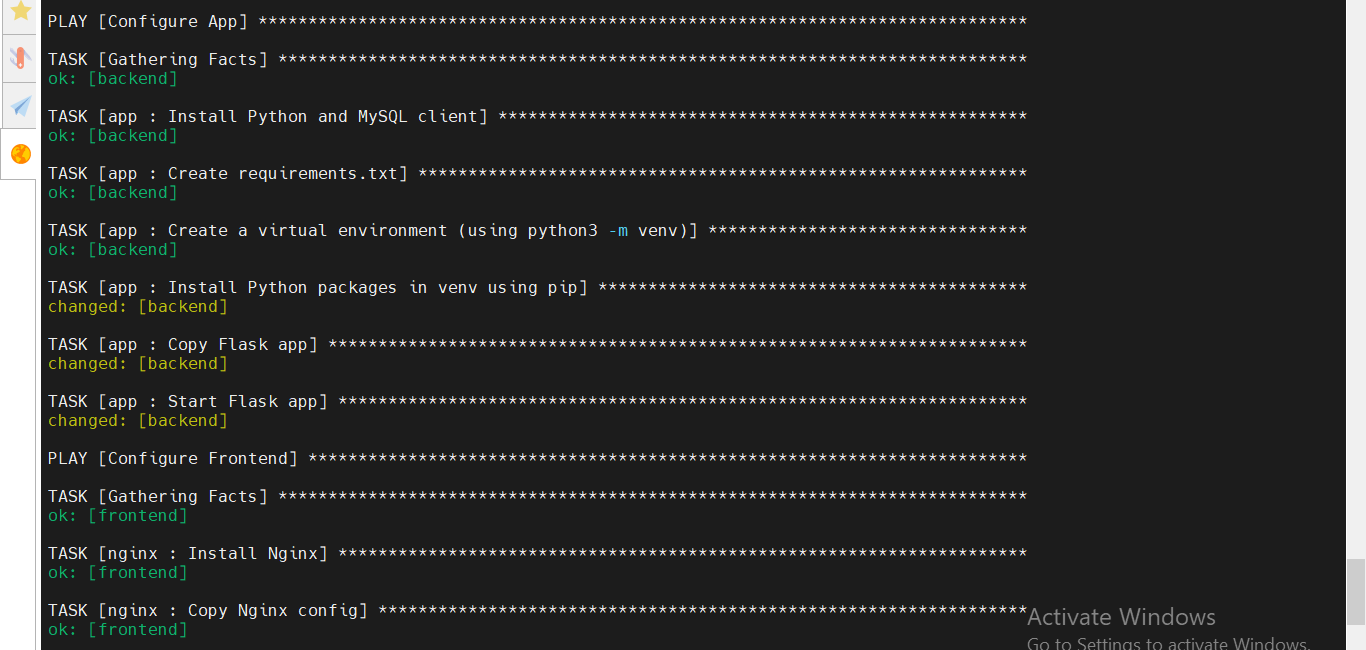 PLAY [Configure App] *****************************************************************************
TASK [Gathering Facts] ***************************************************************************
ok: [backend]
TASK [app : Install Python and MySQL client] *****************************************************
ok: [backend]
TASK [app : Create requirements.txt] *************************************************************
ok: [backend]
TASK [app : Create a virtual environment (using python3 -m venv)] ********************************
ok: [backend]
TASK [app : Install Python packages in venv using pip] *******************************************
changed: [backend]
TASK [app : Copy Flask app] **********************************************************************
changed: [backend]
TASK [app : Start Flask app] *********************************************************************
changed: [backend]
PLAY [Configure Frontend] ************************************************************************
TASK [Gathering Facts] ***************************************************************************
ok: [frontend]
TASK [nginx : Install Nginx] *********************************************************************
ok: [frontend]
TASK [nginx : Copy Nginx config] *****************************************************************
ok: [frontend]
Activate Windows
Go to Settings to activate Windows.